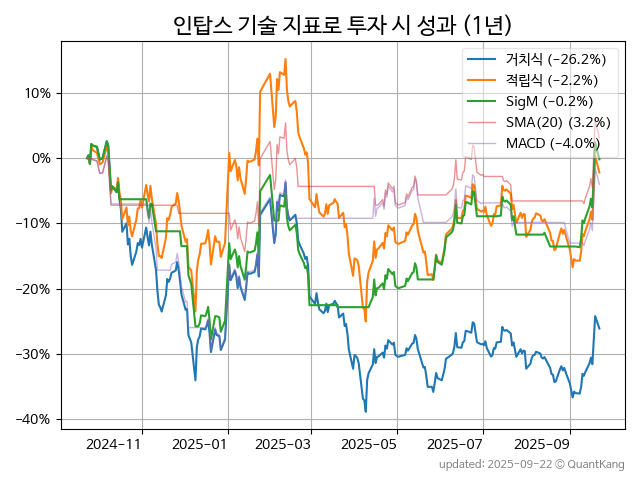 인탑스 기술 지표로 투자 시 성과 (1년)
거치식 (−26.2%)
적립식 (−2.2%)
SigM (−0.2%)
SMA(20) (3.2%)
MACD (−4.0%)
10%
0%
−10%
−20%
−30%
−40%
2024-11
2025-01
2025-03
2025-05
2025-07
2025-09
updated: 2025-09-22 © QuantKang